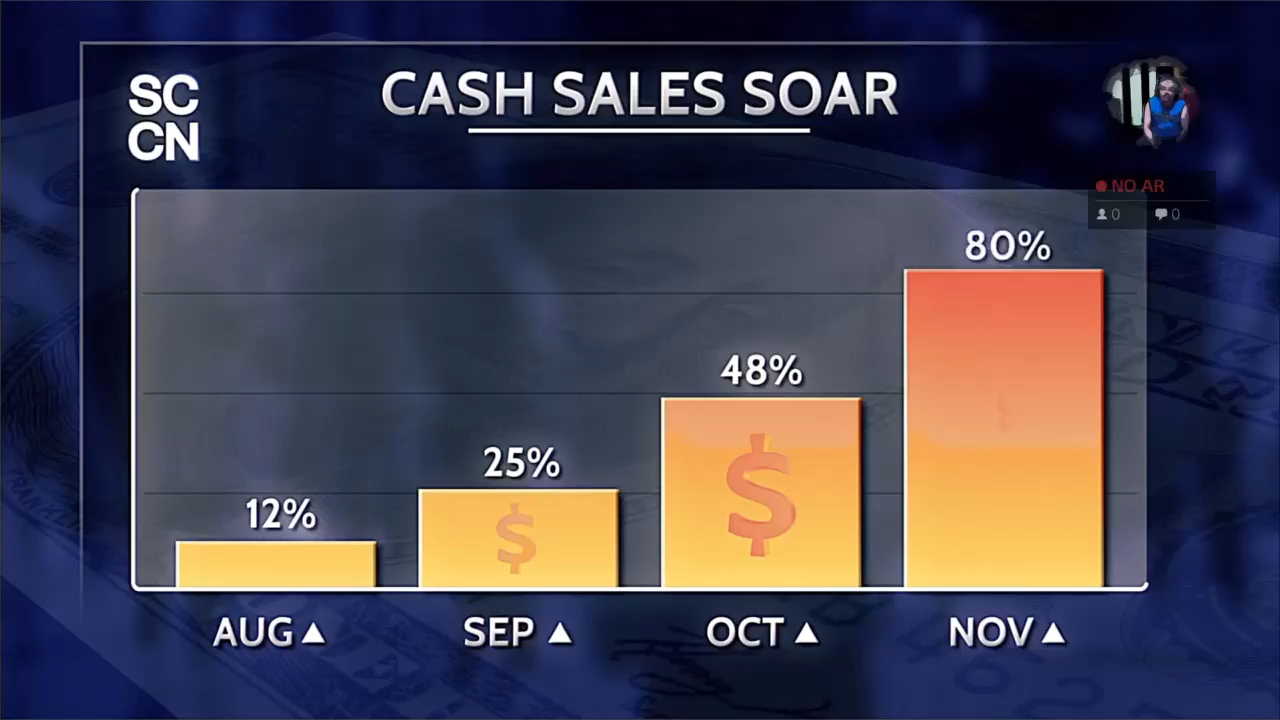 SC
CN
CASH SALES SOAR
NO AR
0 0
80%
48%
25%
12%
$ $
AUG ▲ SEP ▲ OCT ▲ NOV ▲